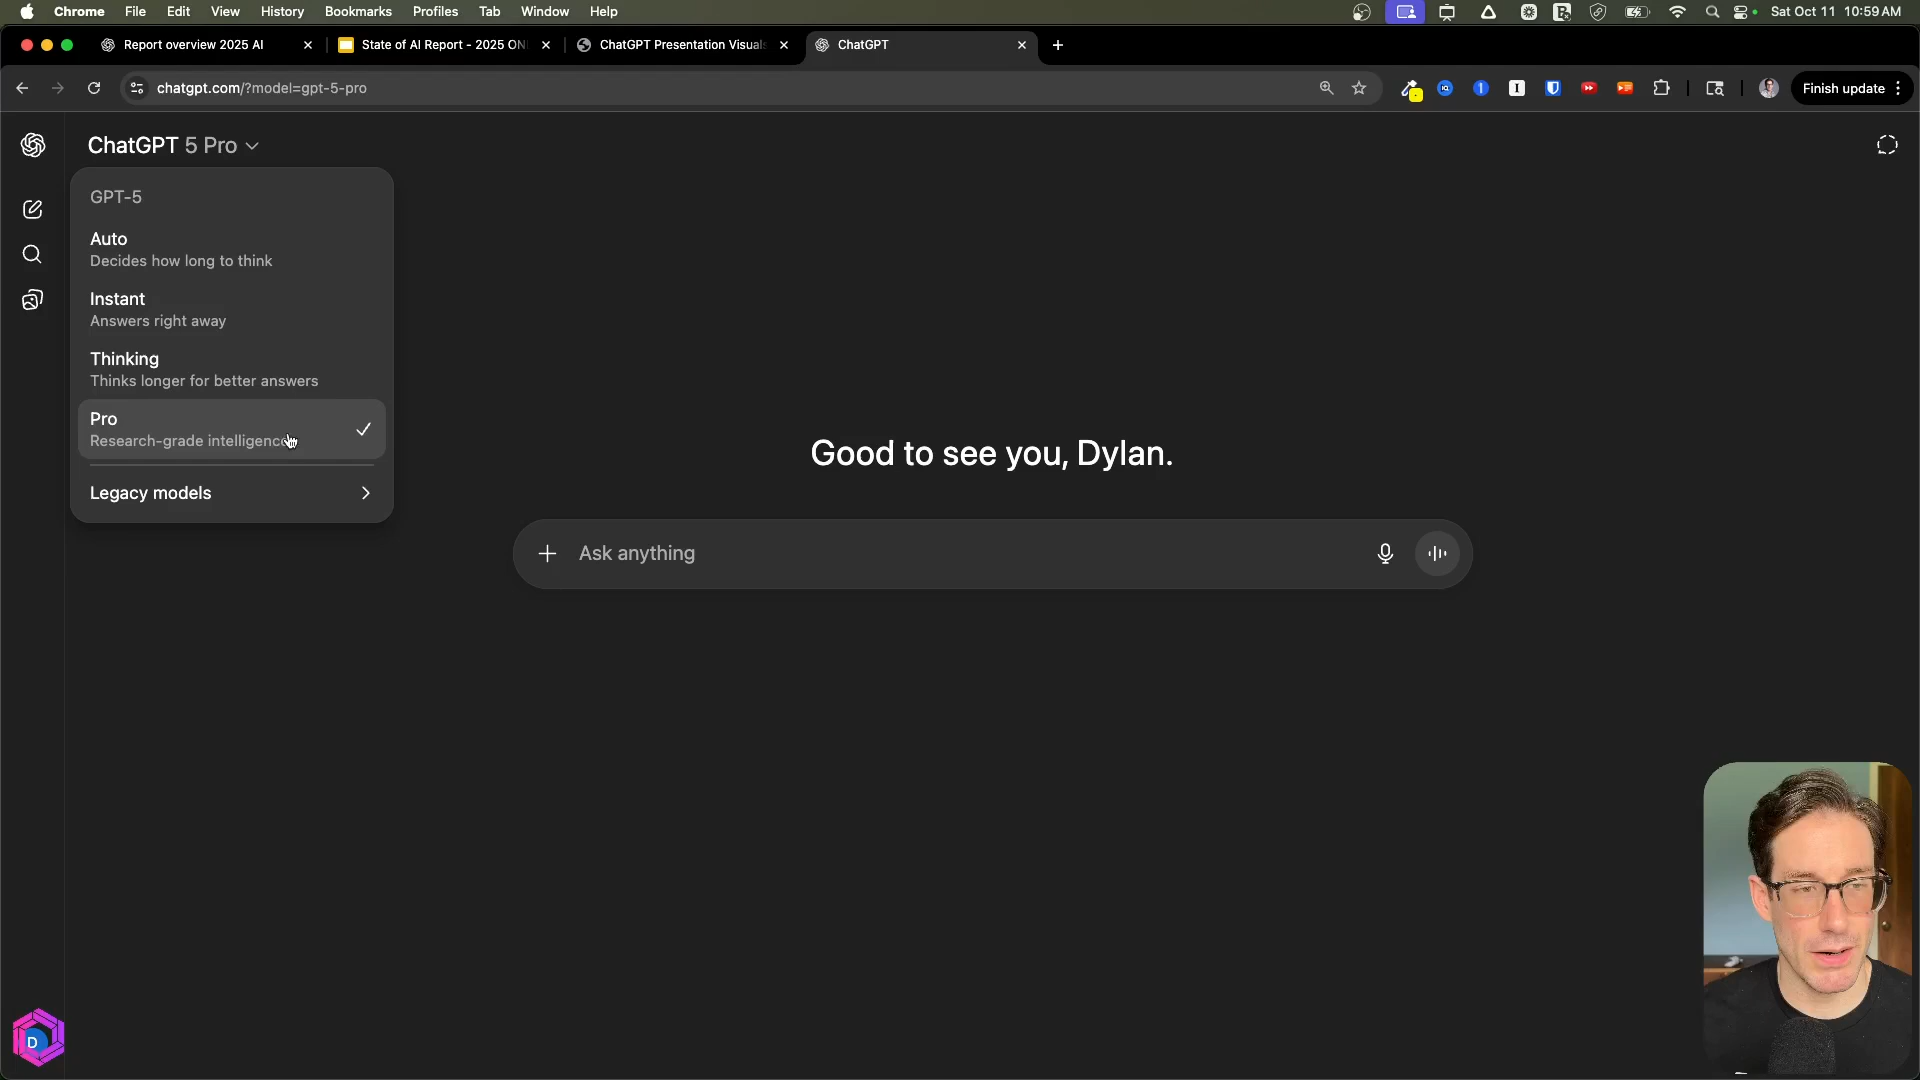 Chrome File Edit View History Bookmarks Profiles Tab Window Help Sat Oct 11 10:59 AM
Report overview 2025 AI State of AI Report - 2025 ON ChatGPT Presentation Visuals ChatGPT
chatgpt.com/?model=gpt-5-pro Finish update
ChatGPT 5 Pro
GPT-5
Auto
Decides how long to think
Instant
Answers right away
Thinking
Thinks longer for better answers
Pro
Research-grade intelligence
Legacy models
Good to see you, Dylan.
Ask anything
D